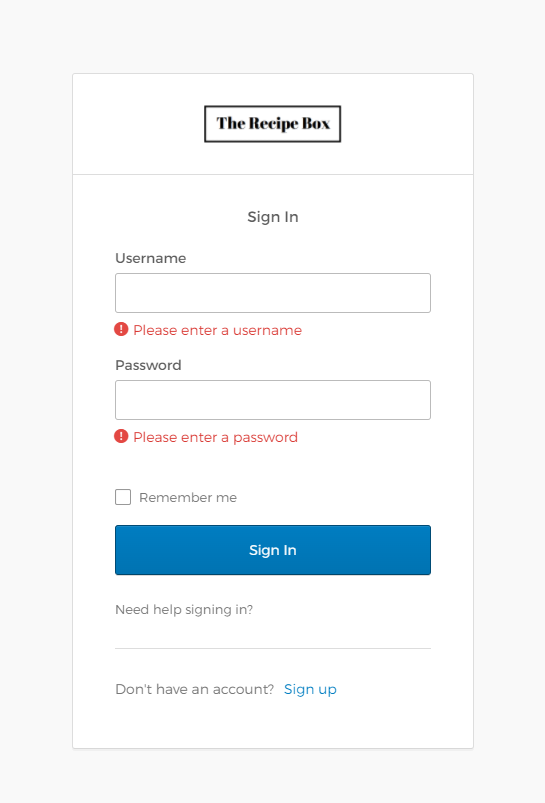 The Recipe Box
Sign In
Username
Please enter a username
Password
Please enter a password
Remember me
Sign In
Need help signing in?
Don't have an account? Sign up